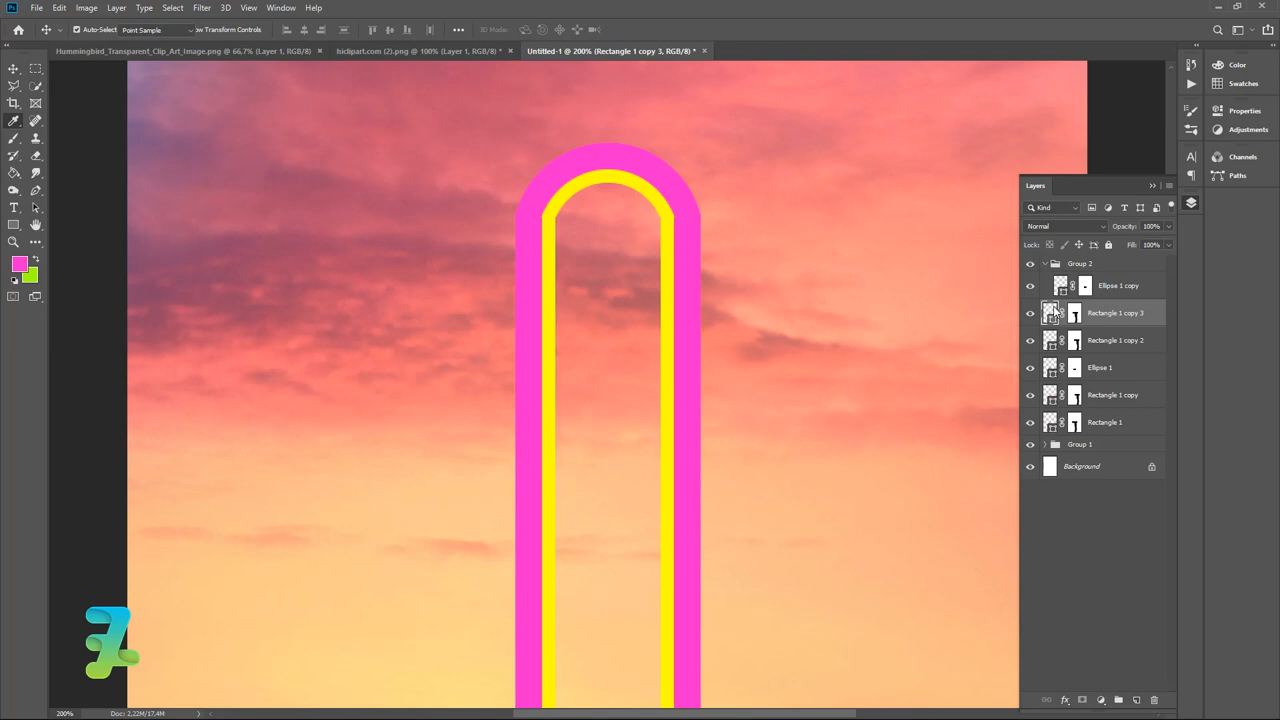 Ps File Edit Image Layer Type Select Filter 3D View Window Help
Auto-Select: Point Sample ow Transform Controls 3D Mode:
Hummingbird_Transparent_Clip_Art_Image.png @ 66,7% (Layer 1, RGB/8) × hiclipart.com (2).png @ 100% (Layer 1, RGB/8) * × Untitled-1 @ 200% (Rectangle 1 copy 3, RGB/8) * ×
Color
Swatches
Properties
Adjustments
Channels
Paths
Layers
Kind
Normal Opacity: 100%
Lock: Fill: 100%
Group 2
Ellipse 1 copy
Rectangle 1 copy 3
Rectangle 1 copy 2
Ellipse 1
Rectangle 1 copy
Rectangle 1
Group 1
Background
200% Doc: 2,22M/17,4M